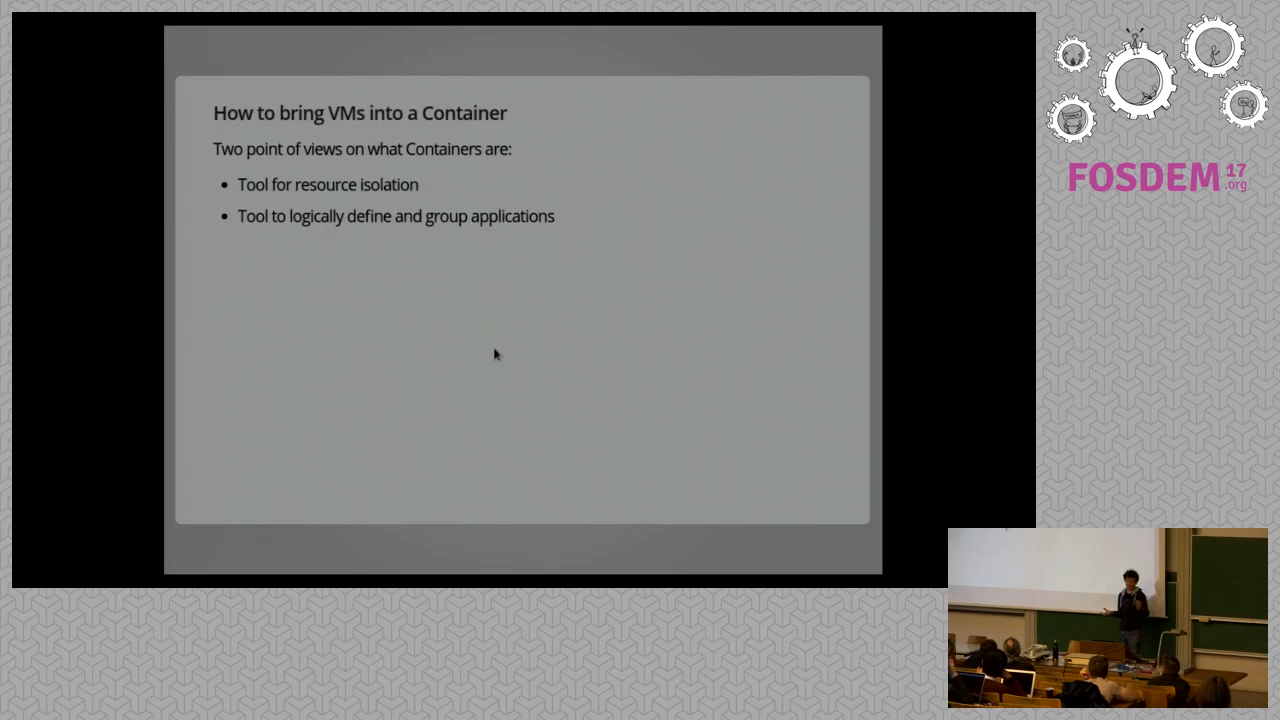 How to bring VMs into a Container
Two point of views on what Containers are:
• Tool for resource isolation
• Tool to logically define and group applications
FOSDEM 17
.org